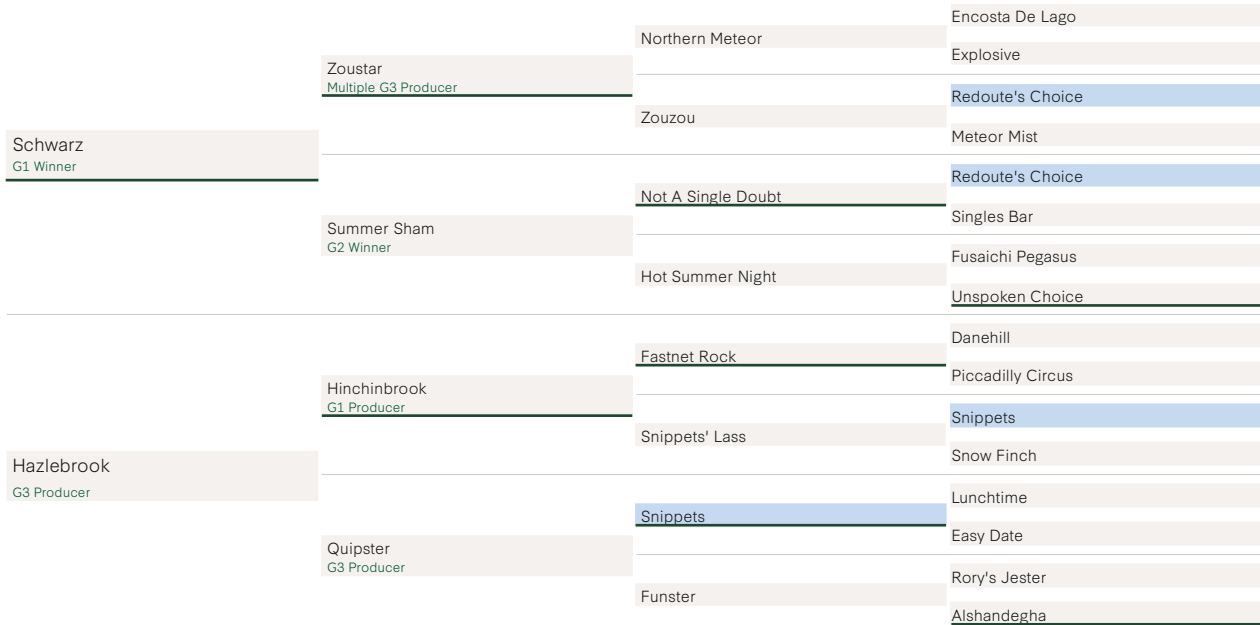 Schwarz
G1 Winner
Hazlebrook
G3 Producer
Zoustar
Multiple G3 Producer
Summer Sham
G2 Winner
Hinchinbrook
G1 Producer
Quipster
G3 Producer
Northern Meteor
Zouzou
Not A Single Doubt
Hot Summer Night
Fastnet Rock
Snippets' Lass
Snippets
Funster
Encosta De Lago
Explosive
Redoute's Choice
Meteor Mist
Redoute's Choice
Singles Bar
Fusaichi Pegasus
Unspoken Choice
Danehill
Piccadilly Circus
Snippets
Snow Finch
Lunchtime
Easy Date
Rory's Jester
Alshandegha